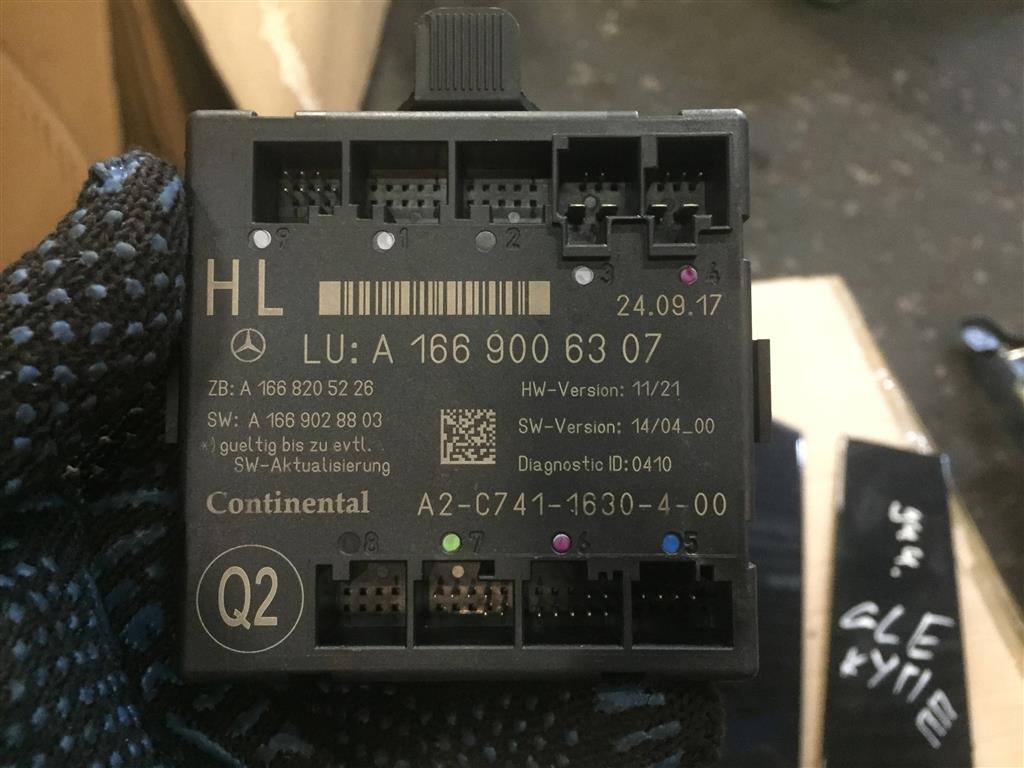 9 1 2 3 4
HL
24.09.17
LU: A 166 900 63 07
ZB: A 166 820 52 26
HW-Version: 11/21
SW: A 166 902 88 03
SW-Version: 14/04_00
*) gueltig bis zu evtl.
SW-Aktualisierung
Diagnostic ID:0410
Continental
A2-C741-1630-4-00
8 7 6 5
Q2
GLE
КУПЕ